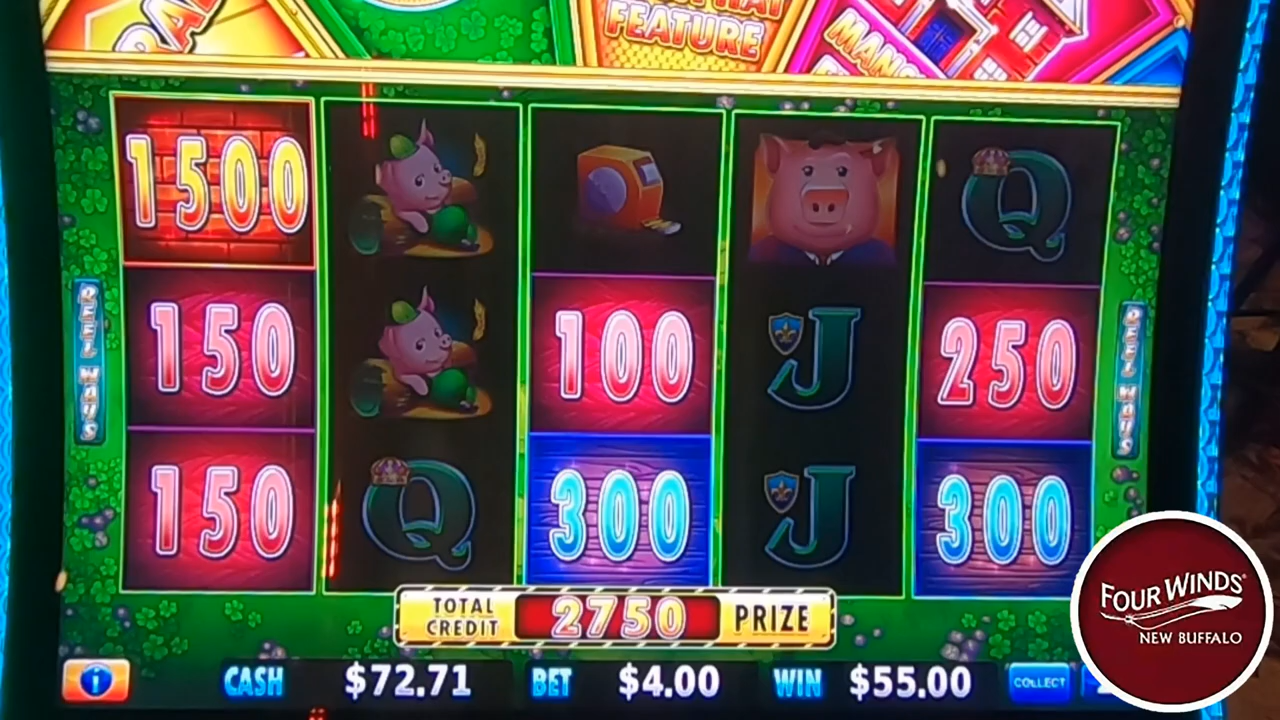 FEATURE
MANS
1500
Q
150
100
J
250
REEL WAYS
REEL WAYS
150
Q
300
J
300
TOTAL CREDIT 2750 PRIZE
CASH $72.71 BET $4.00 WIN $55.00 COLLECT
FOUR WINDS®
NEW BUFFALO